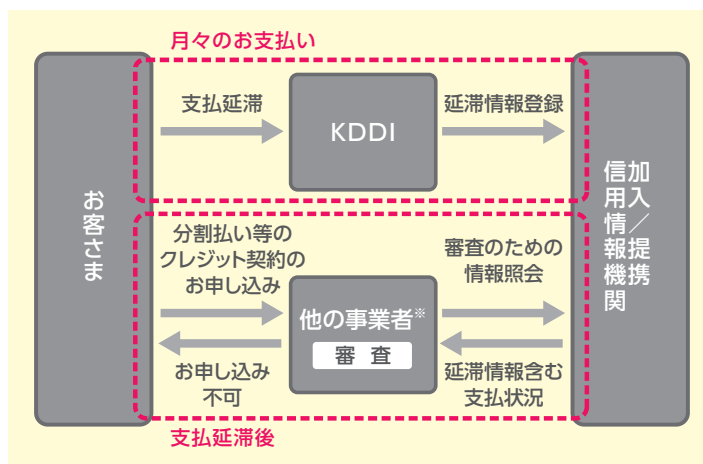 月々のお支払い
お客さま
支払延滞
KDDI
延滞情報登録
加入／提携
信用情報機関
分割払い等の
クレジット契約の
お申し込み
審査のための
情報照会
他の事業者※
審 査
お申し込み
不可
延滞情報含む
支払状況
支払延滞後